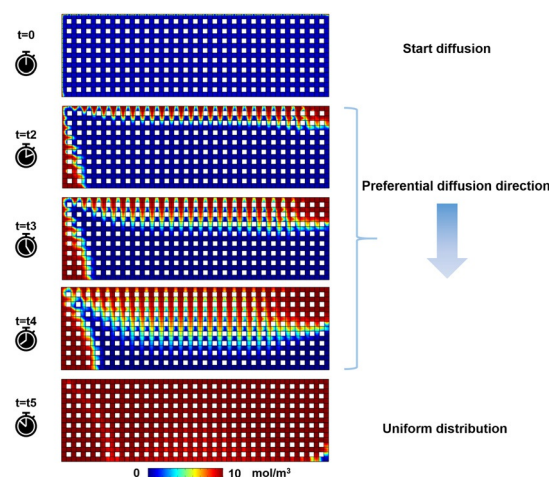 t=0
Start diffusion
t=t2
Preferential diffusion direction
t=t3
t=t4
t=t5
Uniform distribution
0 10 mol/m³